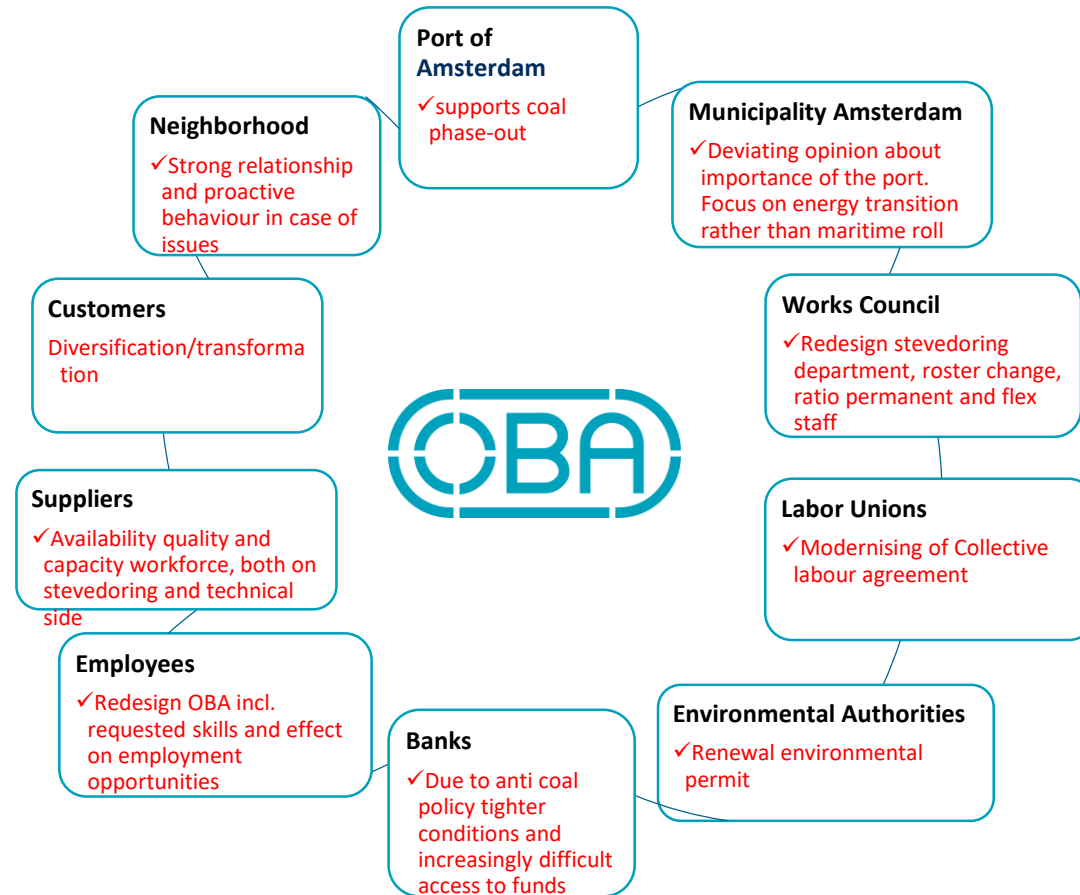 Port of
Amsterdam
✓supports coal
phase-out
Municipality Amsterdam
✓Deviating opinion about
importance of the port.
Focus on energy transition
rather than maritime roll
Works Council
✓Redesign stevedoring
department, roster change,
ratio permanent and flex
staff
Labor Unions
✓Modernising of Collective
labour agreement
Environmental Authorities
✓Renewal environmental
permit
Banks
✓Due to anti coal
policy tighter
conditions and
increasingly difficult
access to funds
Employees
✓Redesign OBA incl.
requested skills and effect
on employment
opportunities
Suppliers
✓Availability quality and
capacity workforce, both on
stevedoring and technical
side
Customers
Diversification/transforma
tion
Neighborhood
✓Strong relationship
and proactive
behaviour in case of
issues
OBA